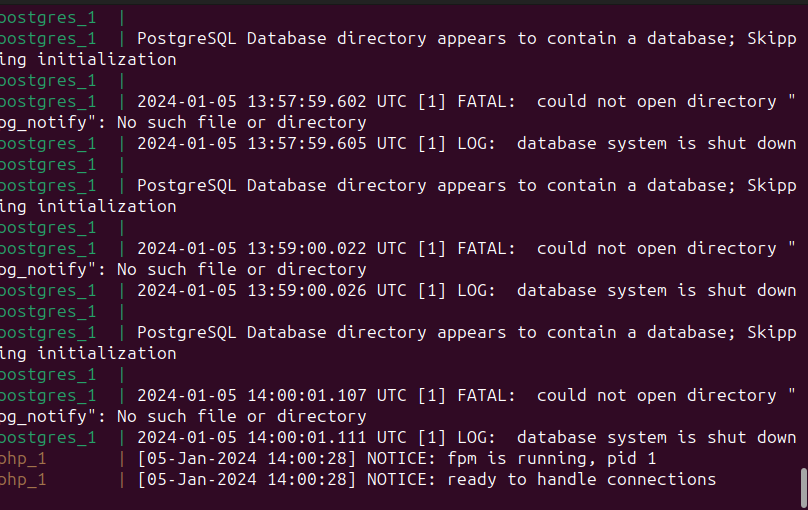 postgres_1  |
postgres_1  | PostgreSQL Database directory appears to contain a database; Skipp
ing initialization
postgres_1  |
postgres_1  | 2024-01-05 13:57:59.602 UTC [1] FATAL:  could not open directory "
pg_notify": No such file or directory
postgres_1  | 2024-01-05 13:57:59.605 UTC [1] LOG:  database system is shut down
postgres_1  |
postgres_1  | PostgreSQL Database directory appears to contain a database; Skipp
ing initialization
postgres_1  |
postgres_1  | 2024-01-05 13:59:00.022 UTC [1] FATAL:  could not open directory "
pg_notify": No such file or directory
postgres_1  | 2024-01-05 13:59:00.026 UTC [1] LOG:  database system is shut down
postgres_1  |
postgres_1  | PostgreSQL Database directory appears to contain a database; Skipp
ing initialization
postgres_1  |
postgres_1  | 2024-01-05 14:00:01.107 UTC [1] FATAL:  could not open directory "
pg_notify": No such file or directory
postgres_1  | 2024-01-05 14:00:01.111 UTC [1] LOG:  database system is shut down
php_1       | [05-Jan-2024 14:00:28] NOTICE: fpm is running, pid 1
php_1       | [05-Jan-2024 14:00:28] NOTICE: ready to handle connections